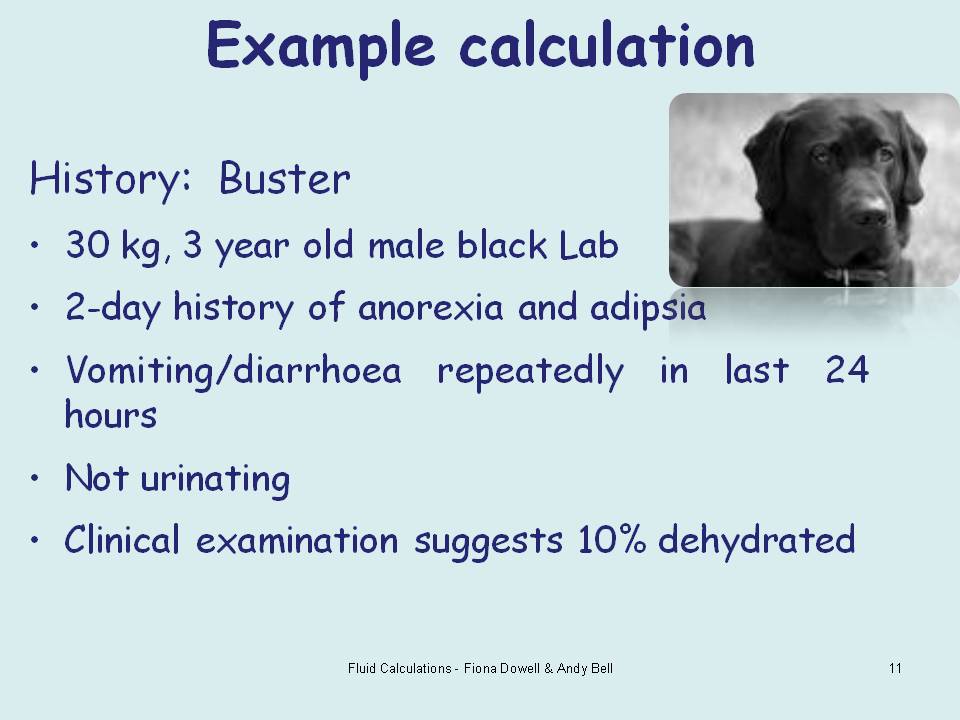 Example calculation
History: Buster
• 30 kg, 3 year old male black Lab
• 2-day history of anorexia and adipsia
• Vomiting/diarrhoea repeatedly in last 24
hours
• Not urinating
• Clinical examination suggests 10% dehydrated
Fluid Calculations - Fiona Dowell & Andy Bell
11